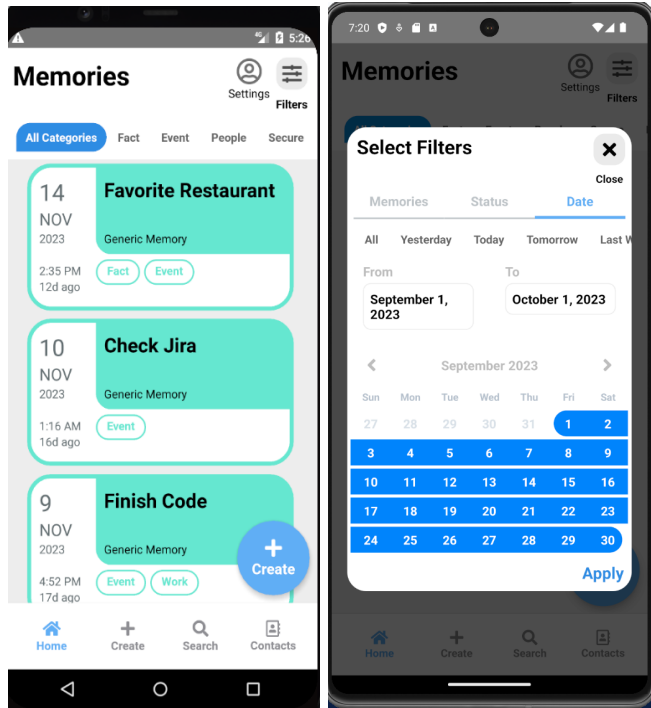 5:26
Memories
Settings
Filters
All Categories Fact Event People Secure
14
NOV
2023
2:35 PM
12d ago
Favorite Restaurant
Generic Memory
Fact Event
10
NOV
2023
1:16 AM
16d ago
Check Jira
Generic Memory
Event
9
NOV
2023
4:52 PM
17d ago
Finish Code
Generic Memory
Event Work
Create
Home Create Search Contacts
7:20
Memories
Settings
Filters
Select Filters
Close
Memories Status Date
All Yesterday Today Tomorrow Last W
From To
September 1,
2023
October 1, 2023
September 2023
Sun Mon Tue Wed Thu Fri Sat
27 28 29 30 31 1 2
3 4 5 6 7 8 9
10 11 12 13 14 15 16
17 18 19 20 21 22 23
24 25 26 27 28 29 30
Apply
Home Create Search Contacts